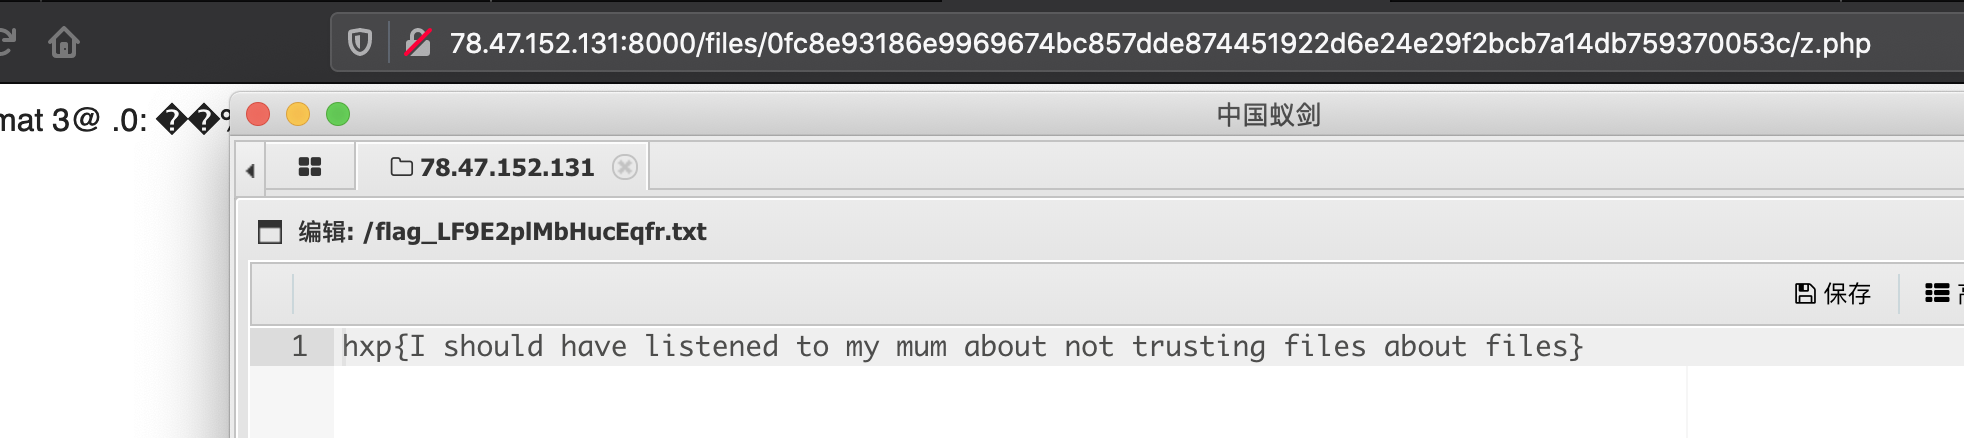 78.47.152.131:8000/files/0fc8e93186e9969674bc857dde874451922d6e24e29f2bcb7a14db759370053c/z.php
mat 3@ .0: ��%
中国蚁剑
78.47.152.131
编辑: /flag_LF9E2plMbHucEqfr.txt
保存
1 hxp{I should have listened to my mum about not trusting files about files}